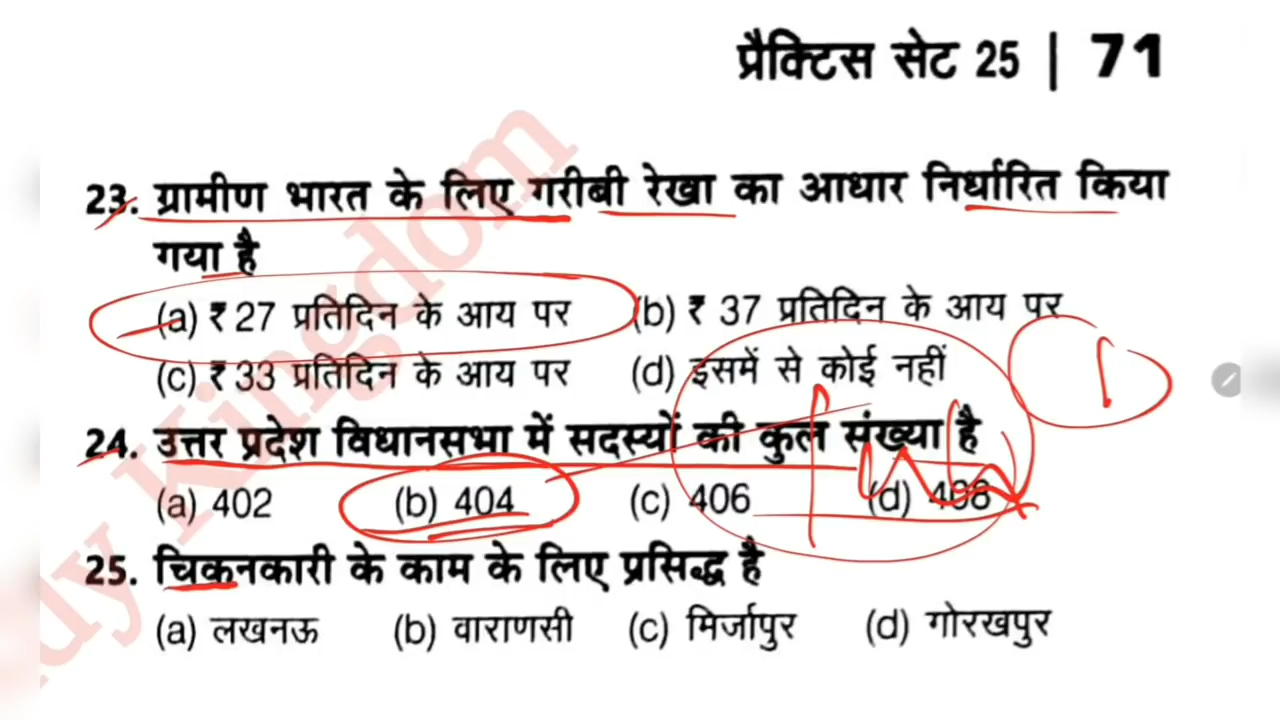 प्रैक्टिस सेट 25 | 71
23. ग्रामीण भारत के लिए गरीबी रेखा का आधार निर्धारित किया
गया है
(a) ₹ 27 प्रतिदिन के आय पर (b) ₹ 37 प्रतिदिन के आय पर
(c) ₹ 33 प्रतिदिन के आय पर (d) इसमें से कोई नहीं
24. उत्तर प्रदेश विधानसभा में सदस्यों की कुल संख्या है
(a) 402 (b) 404 (c) 406 (d) 408
25. चिकनकारी के काम के लिए प्रसिद्ध है
(a) लखनऊ (b) वाराणसी (c) मिर्जापुर (d) गोरखपुर